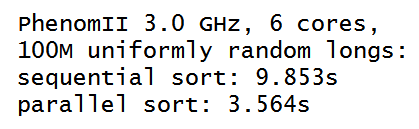 PhenomII 3.0 GHz, 6 cores,
100M uniformly random longs:
sequential sort: 9.853s
parallel sort: 3.564s